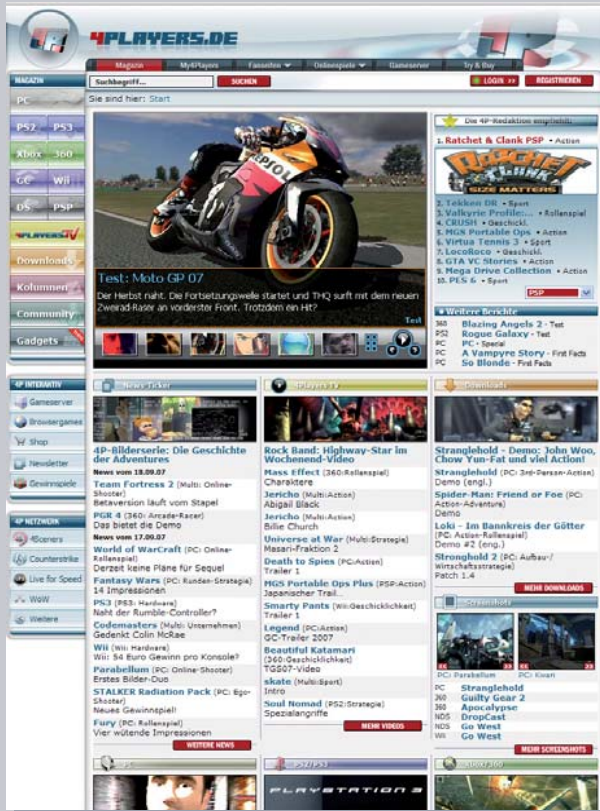 4PLAYERS.DE
Magazin
My4Players
Fanseiten
Onlinespiele
Gameserver
Try & Buy
MAGAZIN
Suchbegriff...
SUCHEN
LOGIN »
REGISTRIEREN
Sie sind hier: Start
PC
PS2 PS3
Xbox 360
GC Wii
DS PSP
4PLAYERS TV
Downloads
Kolumnen
Community
Gadgets
4P INTERAKTIV
Gameserver
Browsergames
Shop
Newsletter
Gewinnspiele
4P NETZWERK
4Sceners
Counterstrike
Live for Speed
WoW
Weitere
REPSOL
Test: Moto GP 07
Der Herbst naht. Die Fortsetzungswelle startet und THQ surft mit dem neuen
Zweirad-Raser an vorderster Front. Trotzdem ein Hit?
Teil
Die 4P-Redaktion empfiehlt:
1. Ratchet & Clank PSP • Action
RATCHET CLANK
SIZE MATTERS
2. Tekken DR • Sport
3. Valkyrie Profile:... • Rollenspiel
4. CRUSH • Geschickl.
5. MGS Portable Ops • Action
6. Virtua Tennis 3 • Sport
7. LocoRoco • Geschickl.
8. GTA VC Stories • Action
9. Mega Drive Collection • Action
10. PES 6 • Sport
PSP
Weitere Berichte
360 Blazing Angels 2 - Test
PS2 Rogue Galaxy - Test
PC PC - Special
PC A Vampyre Story - First Facts
PC So Blonde - First Facts
News-Ticker
4P-Bilderserie: Die Geschichte
der Adventures
News vom 18.09.07
Team Fortress 2 (Multi: Online-
Shooter)
Betaversion läuft vom Stapel
PGR 4 (360: Arcade-Racer)
Das bietet die Demo
News vom 17.09.07
World of WarCraft (PC: Online-
Rollenspiel)
Derzeit keine Pläne für Sequel
Fantasy Wars (PC: Runden-Strategie)
14 Impressionen
PS3 (PS3: Hardware)
Naht der Rumble-Controller?
Codemasters (Multi: Unternehmen)
Gedenkt Colin McRae
Wii (Wii: Hardware)
Wii: 54 Euro Gewinn pro Konsole?
Parabellum (PC: Online-Shooter)
Erstes Bilder-Duo
STALKER Radiation Pack (PC: Ego-
Shooter)
Neues Gewinnspiel!
Fury (PC: Rollenspiel)
Vier wütende Impressionen
WEITERE NEWS
4Players TV
Rock Band: Highway-Star im
Wochenend-Video
Mass Effect (360:Rollenspiel)
Charaktere
Jericho (Multi:Action)
Abigail Black
Jericho (Multi:Action)
Billie Church
Universe at War (Multi:Strategie)
Masari-Fraktion 2
Death to Spies (PC:Action)
Trailer 1
MGS Portable Ops Plus (PSP:Action)
Japanischer Trail..
Smarty Pants (Wii:Geschicklichkeit)
Trailer 1
Legend (PC:Action)
GC-Trailer 2007
Beautiful Katamari
(360:Geschicklichkeit)
TGS07-Video
skate (Multi:Sport)
Intro
Soul Nomad (PS2:Strategie)
Spezialangriffe
MEHR VIDEOS
Downloads
Stranglehold - Demo: John Woo,
Chow Yun-Fat und viel Action!
Stranglehold (PC: 3rd-Person-Action)
Demo (engl.)
Spider-Man: Friend or Foe (PC:
Action-Adventure)
Demo
Loki - Im Bannkreis der Götter
(PC: Action-Rollenspiel)
Demo #2 (eng.)
Stronghold 2 (PC: Aufbau-/
Wirtschaftsstrategie)
Patch 1.4
MEHR DOWNLOADS
Screenshots
PC: Parabellum
PC: Kwari
PC Stranglehold
360 Guilty Gear 2
360 Apocalypse
NDS DropCast
NDS Go West
Wii Go West
MEHR SCREENSHOTS
PC
PS2/PS3
PLAYSTATION 3
Xbox/360